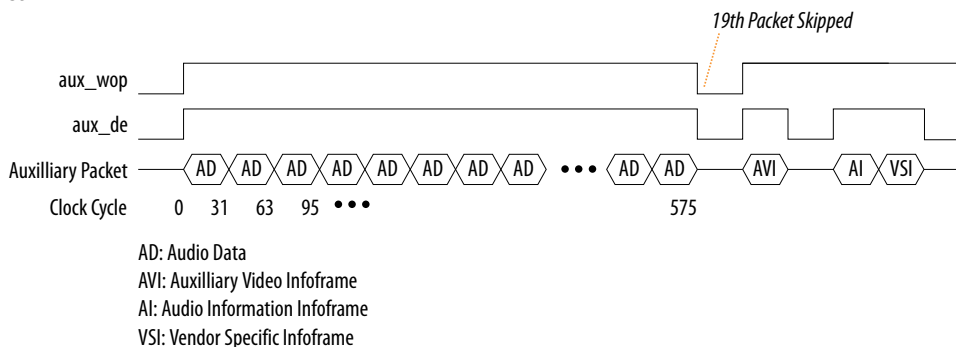 19th Packet Skipped
aux_wop
aux_de
Auxilliary Packet AD AD AD AD AD AD AD AD ••• AD AD AVI AI VSI
Clock Cycle 0 31 63 95 ••• 575
AD: Audio Data
AVI: Auxilliary Video Infoframe
AI: Audio Information Infoframe
VSI: Vendor Specific Infoframe